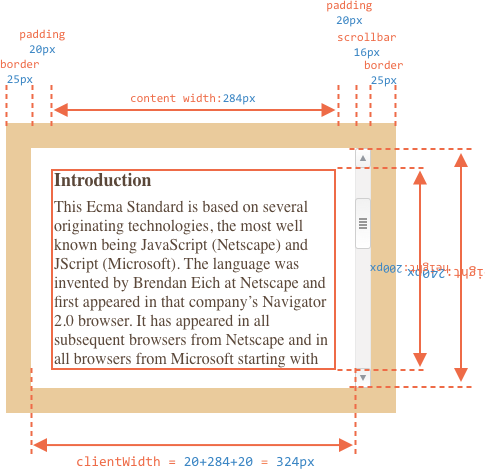 padding
20px
padding
20px
scrollbar
16px
border
25px
border
25px
content width:284px
Introduction
This Ecma Standard is based on several
originating technologies, the most well
known being JavaScript (Netscape) and
JScript (Microsoft). The language was
invented by Brendan Eich at Netscape and
first appeared in that company’s Navigator
2.0 browser. It has appeared in all
subsequent browsers from Netscape and in
all browsers from Microsoft starting with
height:200px
:240px
clientWidth = 20+284+20 = 324px